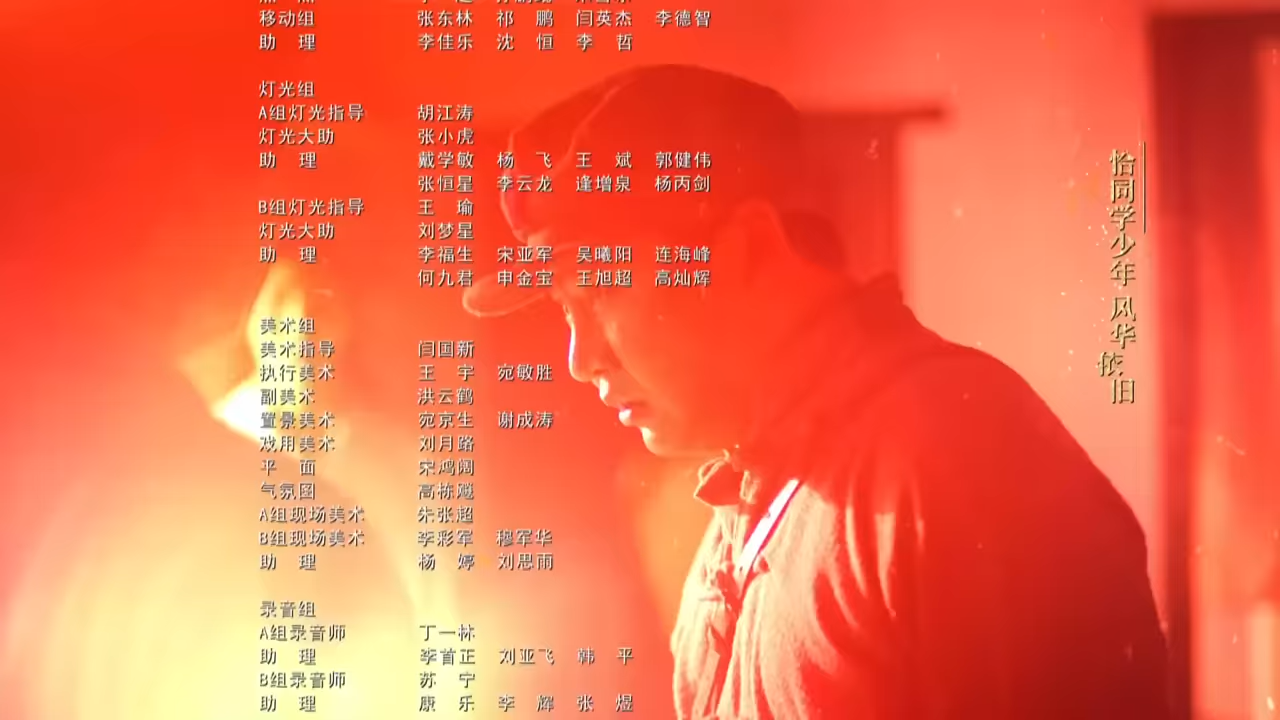 移动组 张东林 祁 鹏 闫英杰 李德智
助 理 李佳乐 沈 恒 李 哲
灯光组
A组灯光指导 胡江涛
灯光大助 张小虎
助 理 戴学敏 杨 飞 王 斌 郭健伟
张恒星 李云龙 逢增泉 杨丙剑
B组灯光指导 王 瑜
灯光大助 刘梦星
助 理 李福生 宋亚军 吴曦阳 连海峰
何九君 申金宝 王旭超 高灿辉
美术组
美术指导 闫国新
执行美术 王 宇 宛敏胜
副美术 洪云鹤
置景美术 宛京生 谢成涛
戏用美术 刘月路
平 面 宋鸿阔
气氛图 高栋飚
A组现场美术 朱张超
B组现场美术 李彩军 穆军华
助 理 杨 婷 刘思雨
录音组
A组录音师 丁一林
助 理 李首正 刘亚飞 韩 平
B组录音师 苏 宁
助 理 康 乐 李 辉 张 煜
恰同学少年 风华依旧